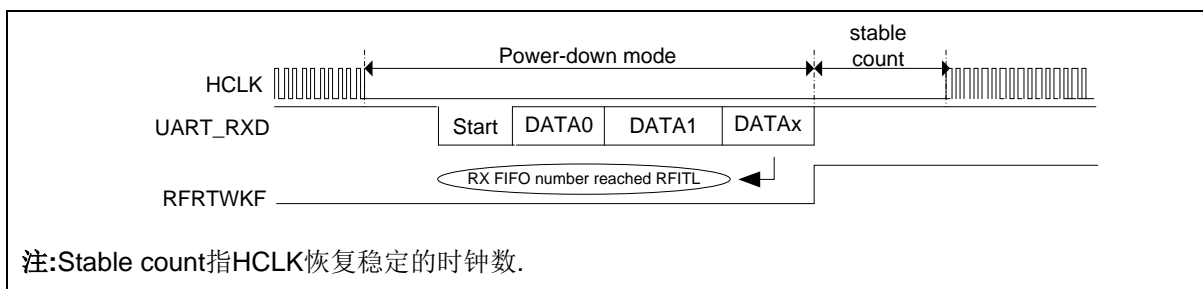 stable
count
Power-down mode
HCLK
UART_RXD
Start DATA0 DATA1 DATAx
RX FIFO number reached RFITL
RFRTWKF
注:Stable count指HCLK恢复稳定的时钟数.